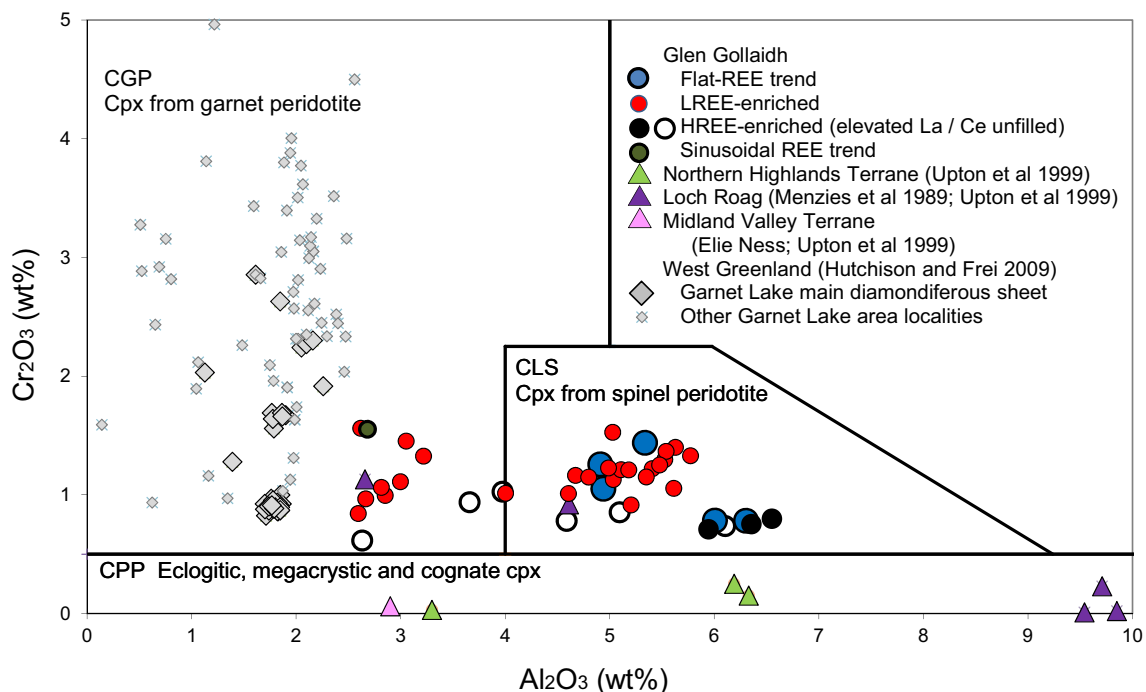 CGP
Cpx from garnet peridotite
Glen Gollaidh
Flat-REE trend
LREE-enriched
HREE-enriched (elevated La / Ce unfilled)
Sinusoidal REE trend
Northern Highlands Terrane (Upton et al 1999)
Loch Roag (Menzies et al 1989; Upton et al 1999)
Midland Valley Terrane
(Elie Ness; Upton et al 1999)
West Greenland (Hutchison and Frei 2009)
Garnet Lake main diamondiferous sheet
Other Garnet Lake area localities
CLS
Cpx from spinel peridotite
CPP Eclogitic, megacrystic and cognate cpx
Cr2O3 (wt%)
5
4
3
2
1
0
0 1 2 3 4 5 6 7 8 9 10
Al2O3 (wt%)